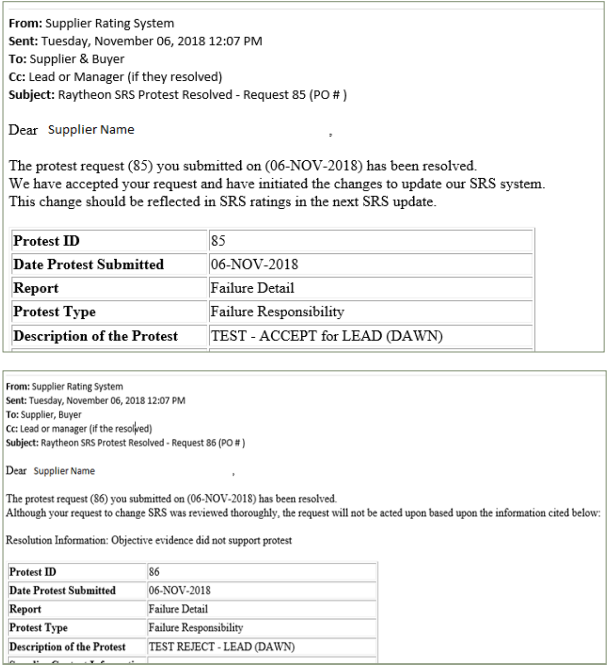 From: Supplier Rating System
Sent: Tuesday, November 06, 2018 12:07 PM
To: Supplier & Buyer
Cc: Lead or Manager (if they resolved)
Subject: Raytheon SRS Protest Resolved - Request 85 (PO # )
Dear Supplier Name ,
The protest request (85) you submitted on (06-NOV-2018) has been resolved.
We have accepted your request and have initiated the changes to update our SRS system.
This change should be reflected in SRS ratings in the next SRS update.
Protest ID 85
Date Protest Submitted 06-NOV-2018
Report Failure Detail
Protest Type Failure Responsibility
Description of the Protest TEST - ACCEPT for LEAD (DAWN)
From: Supplier Rating System
Sent: Tuesday, November 06, 2018 12:07 PM
To: Supplier, Buyer
Cc: Lead or manager (if the resolved)
Subject: Raytheon SRS Protest Resolved - Request 86 (PO # )
Dear Supplier Name ,
The protest request (86) you submitted on (06-NOV-2018) has been resolved.
Although your request to change SRS was reviewed thoroughly, the request will not be acted upon based upon the information cited below:
Resolution Information: Objective evidence did not support protest
Protest ID 86
Date Protest Submitted 06-NOV-2018
Report Failure Detail
Protest Type Failure Responsibility
Description of the Protest TEST REJECT - LEAD (DAWN)